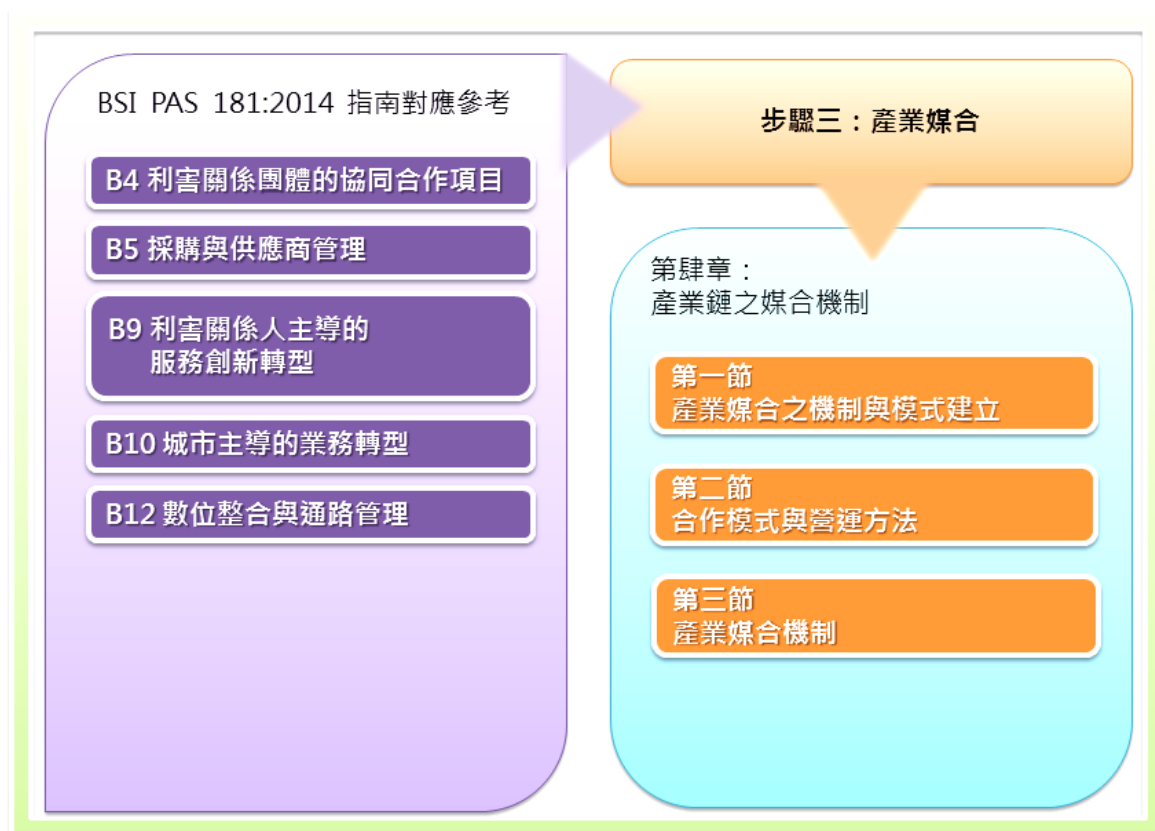 BSI PAS 181:2014 指南對應參考
B4 利害關係團體的協同合作項目
B5 採購與供應商管理
B9 利害關係人主導的
服務創新轉型
B10 城市主導的業務轉型
B12 數位整合與通路管理
步驟三：產業媒合
第肆章：
產業鏈之媒合機制
第一節
產業媒合之機制與模式建立
第二節
合作模式與營運方法
第三節
產業媒合機制